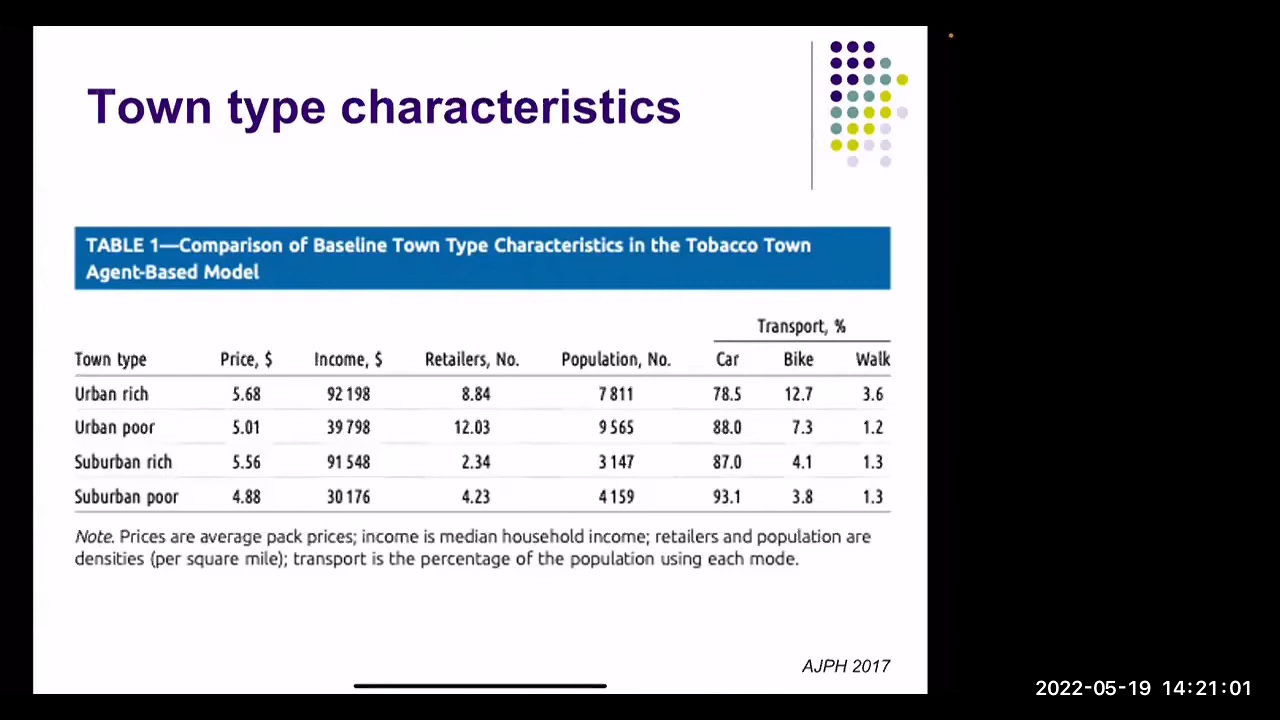 Town type characteristics
TABLE 1—Comparison of Baseline Town Type Characteristics in the Tobacco Town
Agent-Based Model
Transport, %
Town type Price, $ Income, $ Retailers, No. Population, No. Car Bike Walk
Urban rich 5.68 92 198 8.84 7 811 78.5 12.7 3.6
Urban poor 5.01 39 798 12.03 9 565 88.0 7.3 1.2
Suburban rich 5.56 91 548 2.34 3 147 87.0 4.1 1.3
Suburban poor 4.88 30 176 4.23 4 159 93.1 3.8 1.3
Note. Prices are average pack prices; income is median household income; retailers and population are
densities (per square mile); transport is the percentage of the population using each mode.
AJPH 2017
2022-05-19 14:21:01